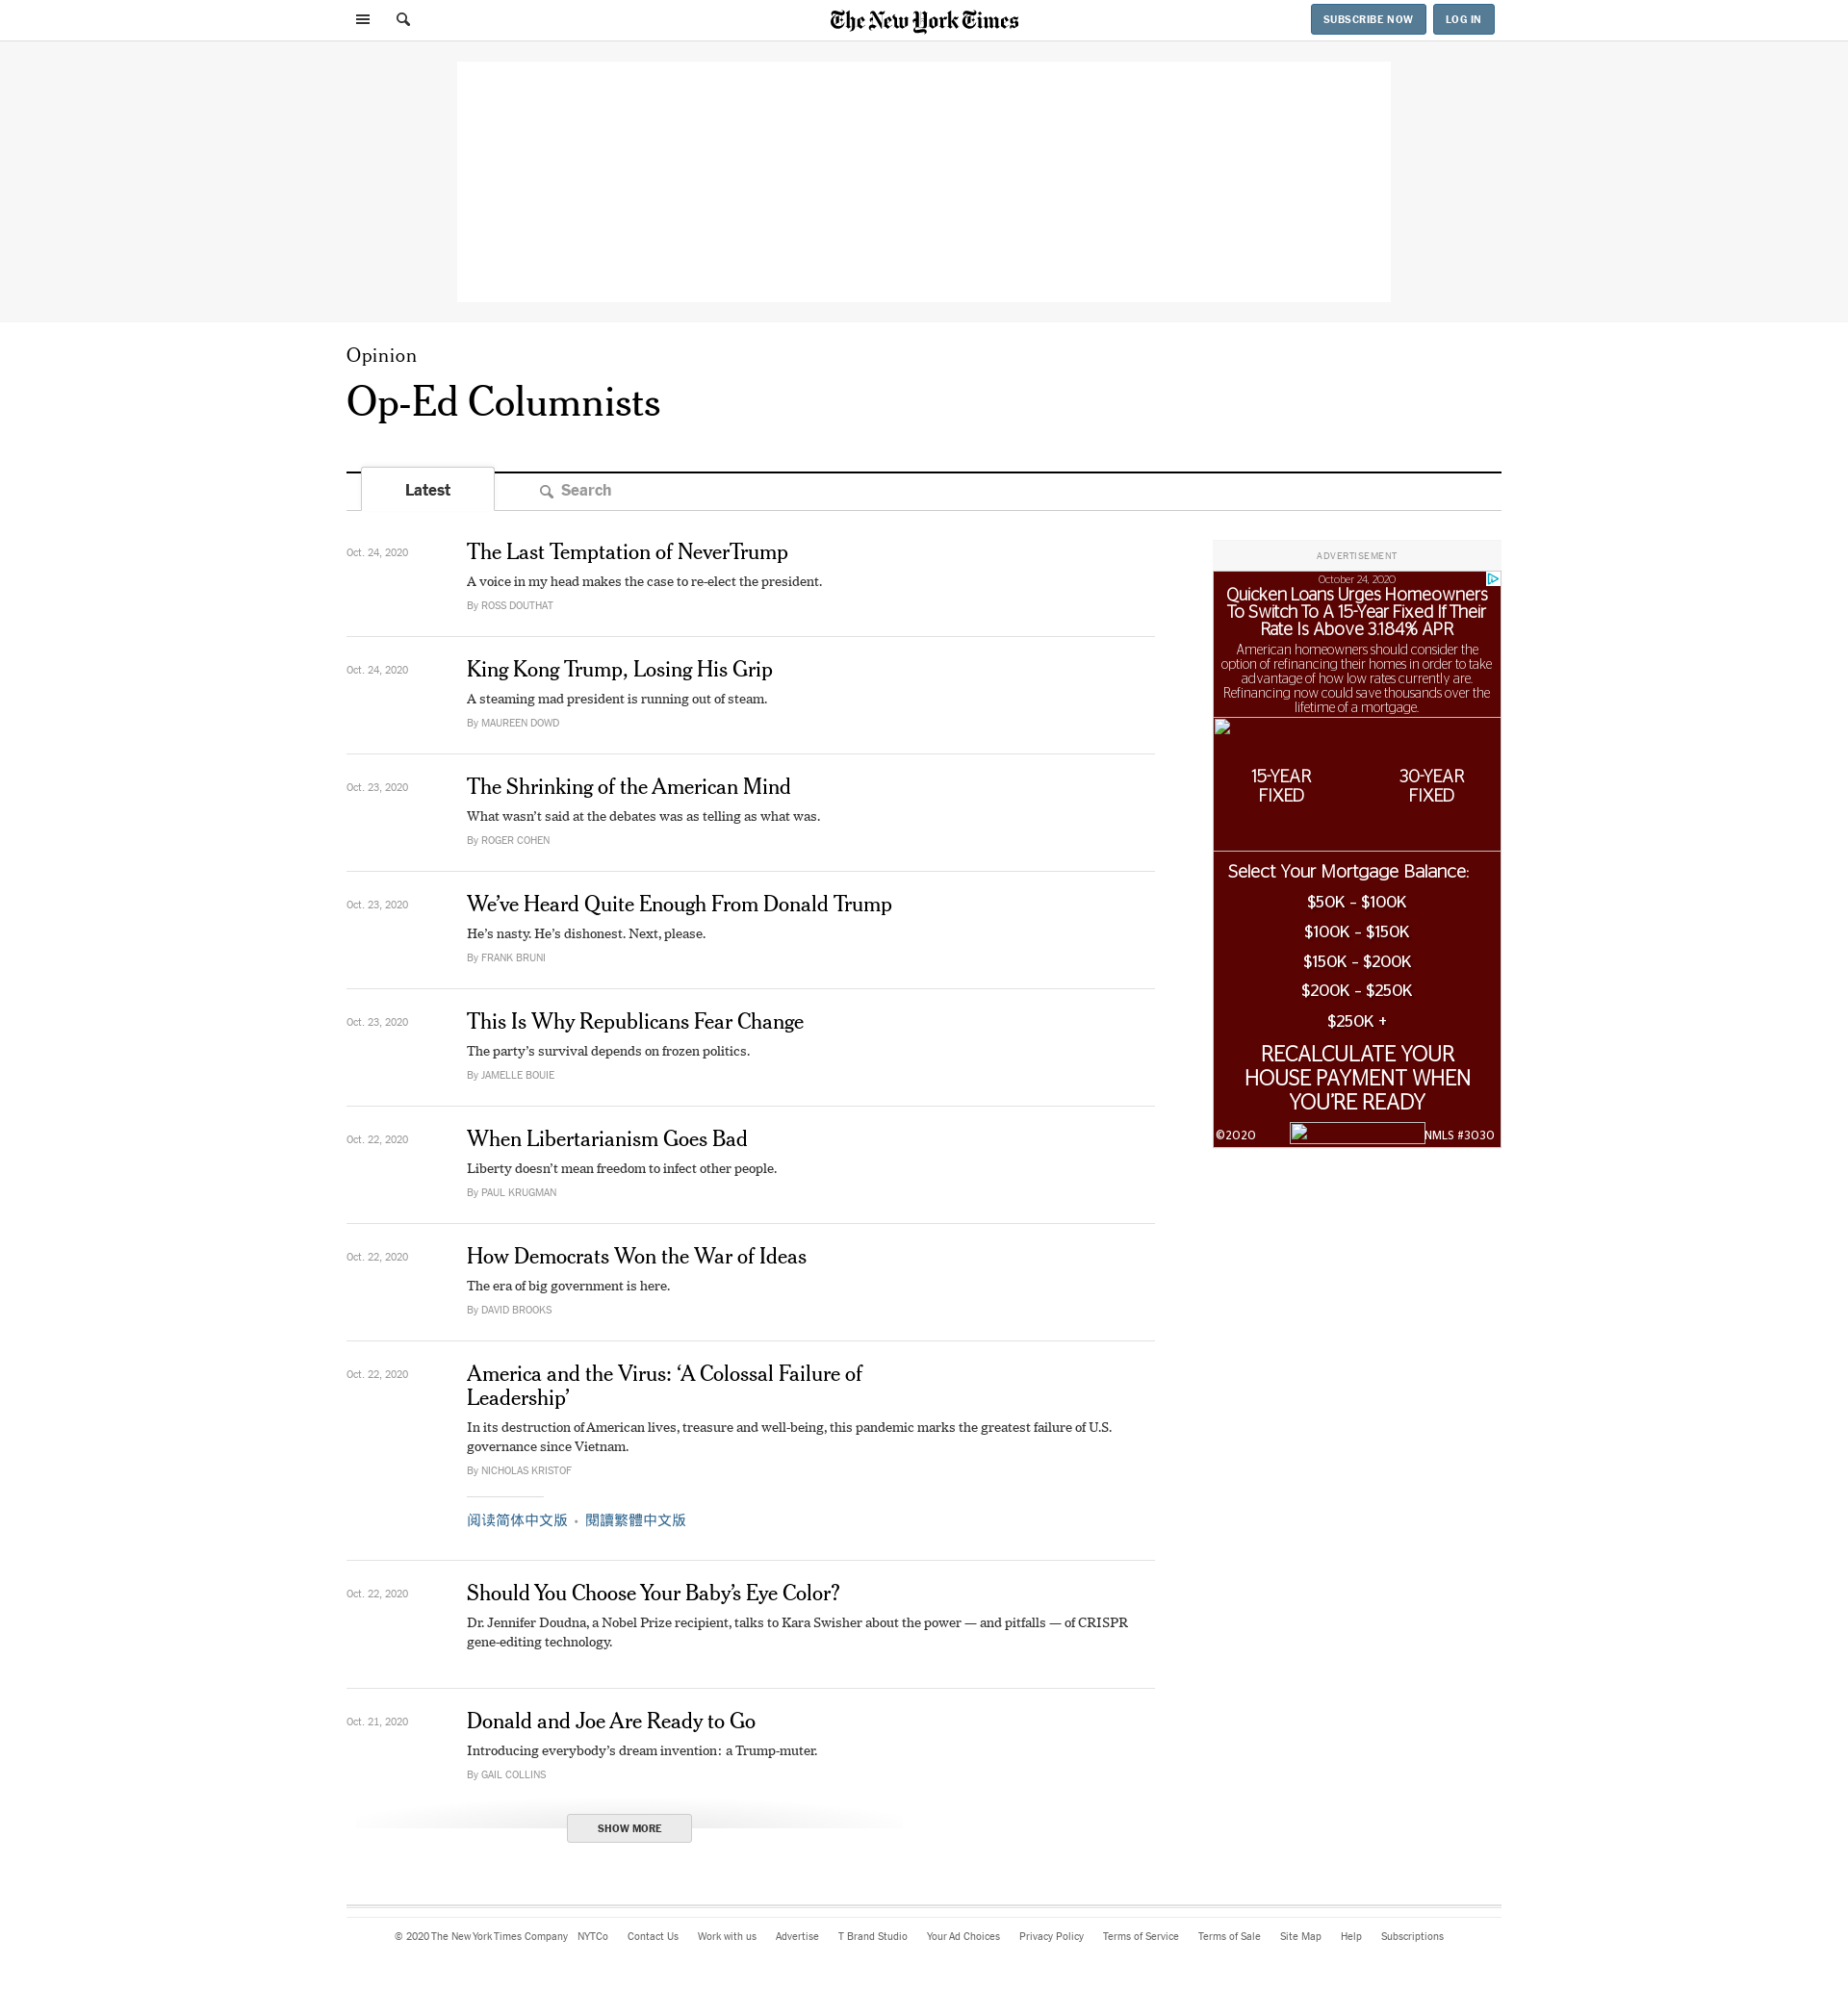 The New York Times
SUBSCRIBE NOW
LOG IN
Opinion
Op-Ed Columnists
Latest
Search
Oct. 24, 2020
The Last Temptation of NeverTrump
A voice in my head makes the case to re-elect the president.
By ROSS DOUTHAT
Oct. 24, 2020
King Kong Trump, Losing His Grip
A steaming mad president is running out of steam.
By MAUREEN DOWD
Oct. 23, 2020
The Shrinking of the American Mind
What wasn’t said at the debates was as telling as what was.
By ROGER COHEN
Oct. 23, 2020
We’ve Heard Quite Enough From Donald Trump
He’s nasty. He’s dishonest. Next, please.
By FRANK BRUNI
Oct. 23, 2020
This Is Why Republicans Fear Change
The party’s survival depends on frozen politics.
By JAMELLE BOUIE
Oct. 22, 2020
When Libertarianism Goes Bad
Liberty doesn’t mean freedom to infect other people.
By PAUL KRUGMAN
Oct. 22, 2020
How Democrats Won the War of Ideas
The era of big government is here.
By DAVID BROOKS
Oct. 22, 2020
America and the Virus: ‘A Colossal Failure of
Leadership’
In its destruction of American lives, treasure and well-being, this pandemic marks the greatest failure of U.S.
governance since Vietnam.
By NICHOLAS KRISTOF
阅读简体中文版 • 閱讀繁體中文版
Oct. 22, 2020
Should You Choose Your Baby’s Eye Color?
Dr. Jennifer Doudna, a Nobel Prize recipient, talks to Kara Swisher about the power — and pitfalls — of CRISPR
gene-editing technology.
Oct. 21, 2020
Donald and Joe Are Ready to Go
Introducing everybody’s dream invention: a Trump-muter.
By GAIL COLLINS
SHOW MORE
ADVERTISEMENT
October 24, 2020
Quicken Loans Urges Homeowners
To Switch To A 15-Year Fixed If Their
Rate Is Above 3.184% APR
American homeowners should consider the
option of refinancing their homes in order to take
advantage of how low rates currently are.
Refinancing now could save thousands over the
lifetime of a mortgage.
15-YEAR
FIXED
30-YEAR
FIXED
Select Your Mortgage Balance:
$50K - $100K
$100K - $150K
$150K - $200K
$200K - $250K
$250K +
RECALCULATE YOUR
HOUSE PAYMENT WHEN
YOU’RE READY
©2020
NMLS #3030
© 2020 The New York Times Company NYTCo Contact Us Work with us Advertise T Brand Studio Your Ad Choices Privacy Policy Terms of Service Terms of Sale Site Map Help Subscriptions